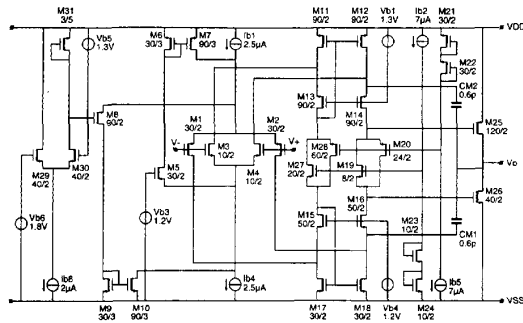 M31
3/5
Vb5
1.3V
M6
30/3
M7
90/3
Ib1
2.5µA
M11
90/2
M12
90/2
Vb1
1.3V
Ib2
7µA
M21
30/2
VDD
M22
30/2
M13
90/2
M14
90/2
CM2
0.6p
M8
90/2
M1
30/2
M2
30/2
V-
V+
M3
10/2
M4
10/2
M28
60/2
M20
24/2
M25
120/2
M29
40/2
M30
40/2
M5
30/2
M27
20/2
M19
8/2
Vo
M26
40/2
Vb6
1.8V
Vb3
1.2V
M15
50/2
M16
50/2
M23
10/2
CM1
0.6p
Ib8
2µA
Ib4
2.5µA
Ib5
7µA
VSS
M9
30/3
M10
90/3
M17
30/2
M18
30/2
Vb4
1.2V
M24
10/2